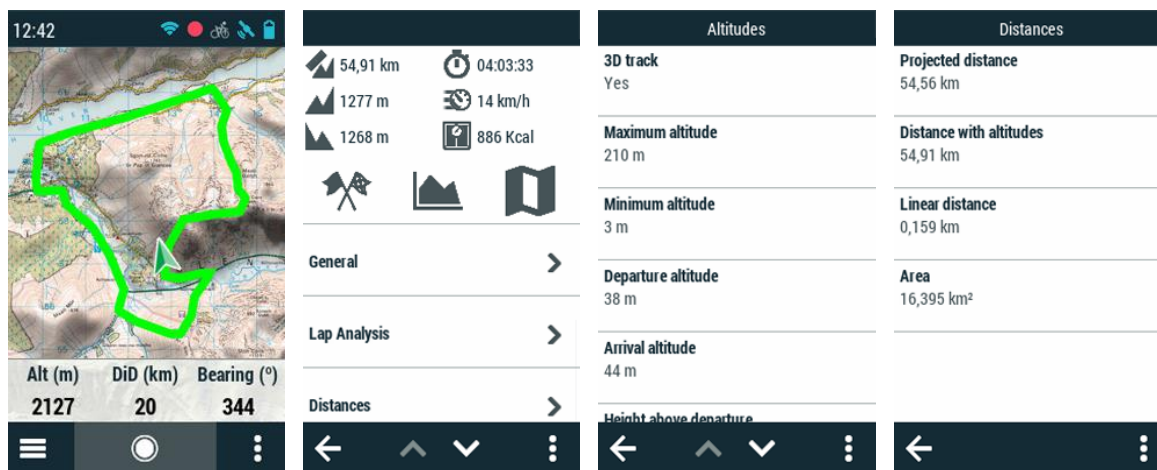 12:42
Alt (m) DiD (km) Bearing (º)
2127 20 344
54,91 km 04:03:33
1277 m 14 km/h
1268 m 886 Kcal
General
Lap Analysis
Distances
Altitudes
3D track
Yes
Maximum altitude
210 m
Minimum altitude
3 m
Departure altitude
38 m
Arrival altitude
44 m
Height above departure
Distances
Projected distance
54,56 km
Distance with altitudes
54,91 km
Linear distance
0,159 km
Area
16,395 km²